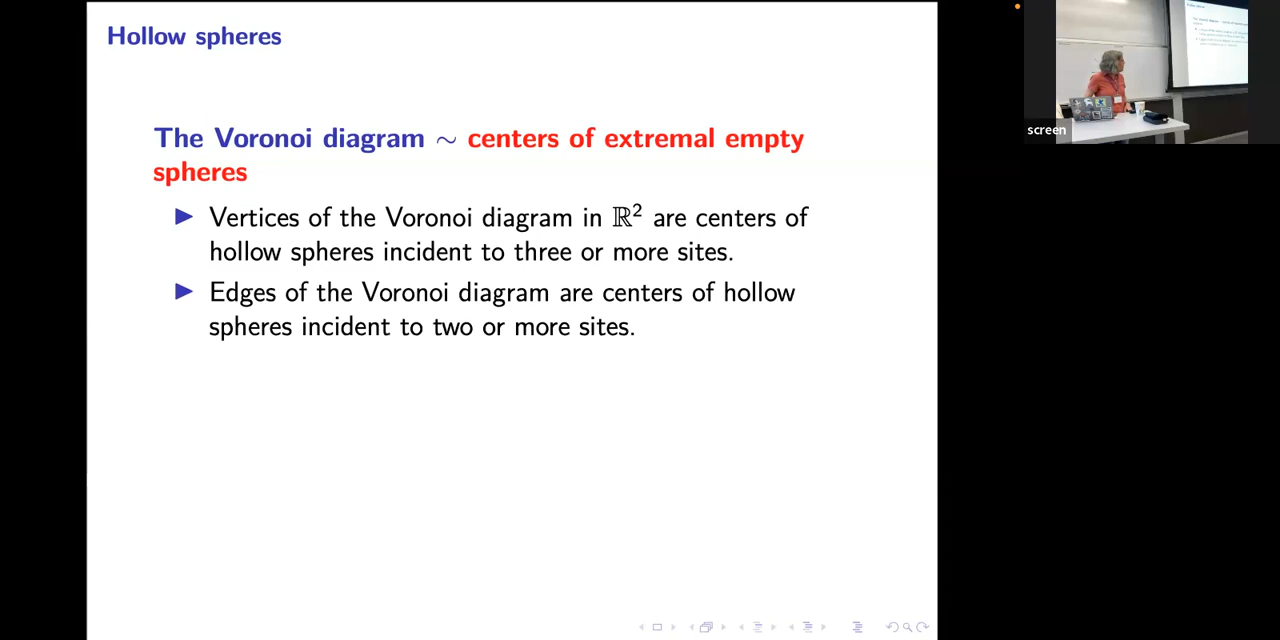 Hollow spheres
The Voronoi diagram ∼ centers of extremal empty
spheres
▶ Vertices of the Voronoi diagram in ℝ² are centers of
hollow spheres incident to three or more sites.
▶ Edges of the Voronoi diagram are centers of hollow
spheres incident to two or more sites.
screen